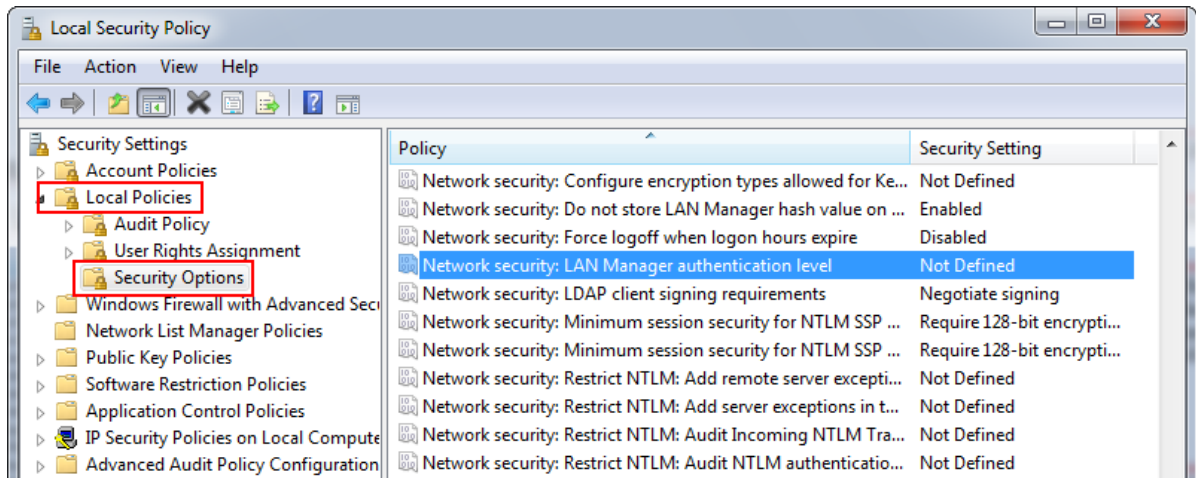 Local Security Policy
File Action View Help
Security Settings
Account Policies
Local Policies
Audit Policy
User Rights Assignment
Security Options
Windows Firewall with Advanced Secu
Network List Manager Policies
Public Key Policies
Software Restriction Policies
Application Control Policies
IP Security Policies on Local Compute
Advanced Audit Policy Configuration
Policy Security Setting
Network security: Configure encryption types allowed for Ke... Not Defined
Network security: Do not store LAN Manager hash value on ... Enabled
Network security: Force logoff when logon hours expire Disabled
Network security: LAN Manager authentication level Not Defined
Network security: LDAP client signing requirements Negotiate signing
Network security: Minimum session security for NTLM SSP ... Require 128-bit encrypti...
Network security: Minimum session security for NTLM SSP ... Require 128-bit encrypti...
Network security: Restrict NTLM: Add remote server excepti... Not Defined
Network security: Restrict NTLM: Add server exceptions in t... Not Defined
Network security: Restrict NTLM: Audit Incoming NTLM Tra... Not Defined
Network security: Restrict NTLM: Audit NTLM authenticatio... Not Defined